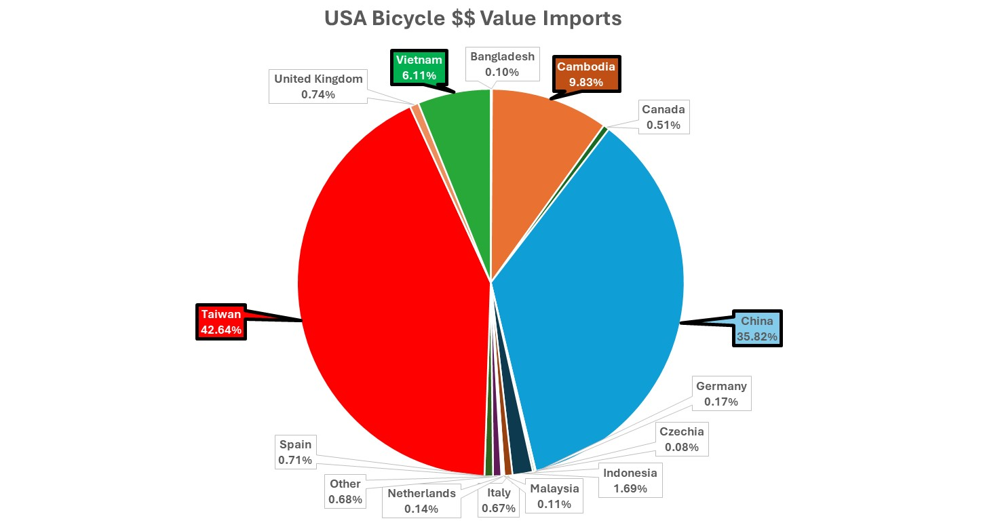 USA Bicycle $$ Value Imports
Bangladesh
0.10%
Cambodia
9.83%
Canada
0.51%
China
35.82%
Germany
0.17%
Czechia
0.08%
Indonesia
1.69%
Malaysia
0.11%
Italy
0.67%
Netherlands
0.14%
Other
0.68%
Spain
0.71%
Taiwan
42.64%
United Kingdom
0.74%
Vietnam
6.11%